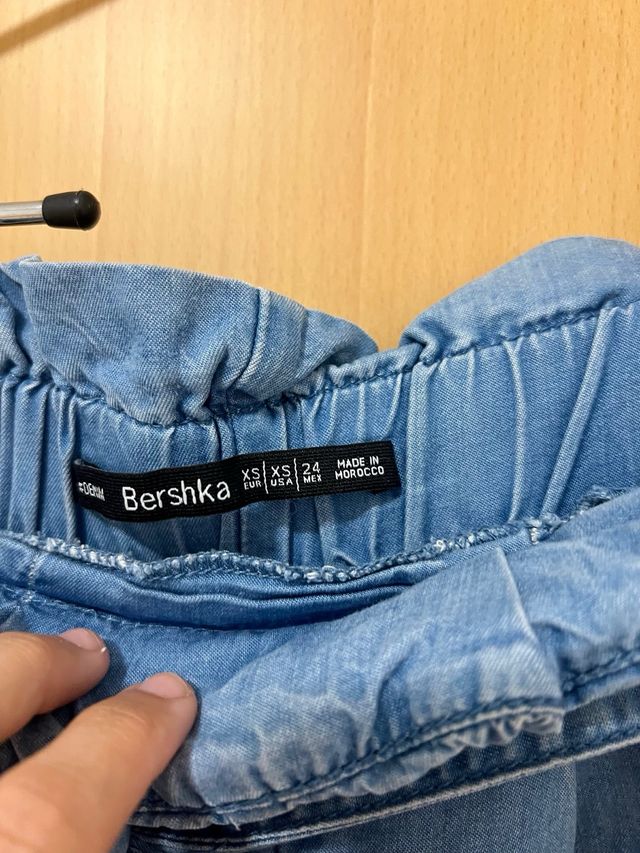 #DENIM
Bershka
XS EUR | XS USA | 24 MEX
MADE IN
MOROCCO